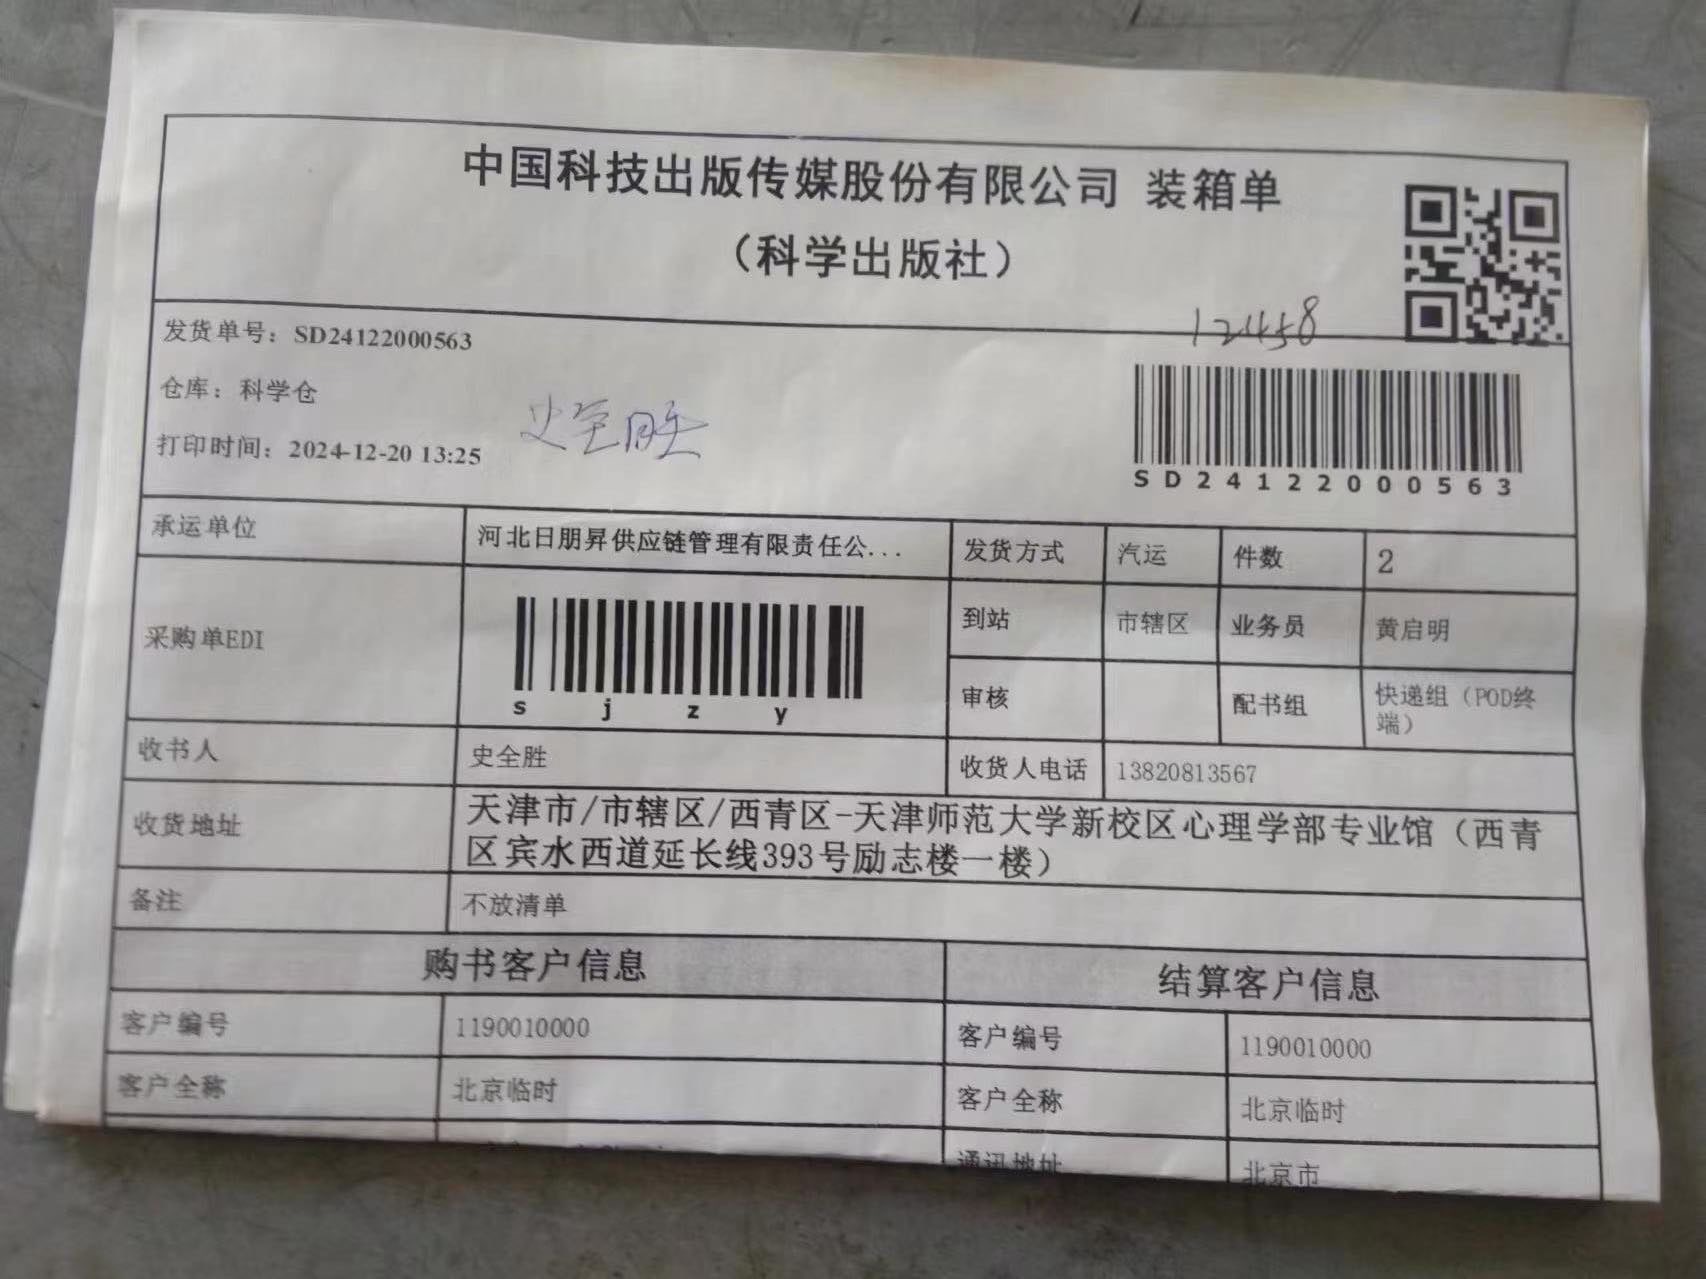 中国科技出版传媒股份有限公司 装箱单
（科学出版社）
12458
发货单号：SD24122000563
仓库：科学仓
打印时间：2024-12-20 13:25
史全胜
SD24122000563
承运单位 河北日朋昇供应链管理有限责任公... 发货方式 汽运 件数 2
采购单EDI
sjzy
到站 市辖区 业务员 黄启明
审核 配书组 快递组（POD终端）
收书人 史全胜 收货人电话 13820813567
收货地址 天津市/市辖区/西青区-天津师范大学新校区心理学部专业馆（西青
区宾水西道延长线393号励志楼一楼）
备注 不放清单
购书客户信息 结算客户信息
客户编号 1190010000 客户编号 1190010000
客户全称 北京临时 客户全称 北京临时
通讯地址 北京市